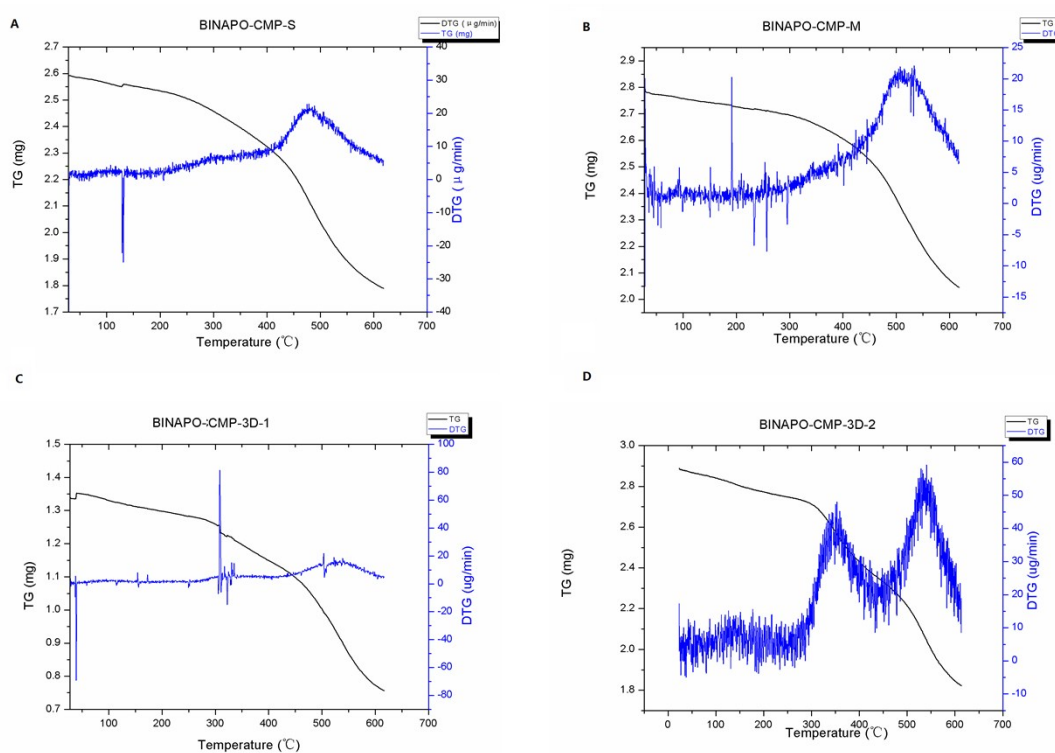 A
BINAPO-CMP-S
DTG ( μ g/min)
TG (mg)
2.7
2.6
2.5
2.4
2.3
2.2
2.1
2.0
1.9
1.8
1.7
TG (mg)
40
30
20
10
0
-10
-20
-30
-40
DTG ( μ g/min)
100 200 300 400 500 600 700
Temperature (℃)
B
BINAPO-CMP-M
TG
DTG
2.9
2.8
2.7
2.6
2.5
2.4
2.3
2.2
2.1
2.0
TG (mg)
25
20
15
10
5
0
-5
-10
-15
DTG (ug/min)
100 200 300 400 500 600 700
Temperature (℃)
C
BINAPO-:CMP-3D-1
TG
DTG
1.5
1.4
1.3
1.2
1.1
1.0
0.9
0.8
0.7
TG (mg)
100
80
60
40
20
0
-20
-40
-60
-80
DTG (ug/min)
100 200 300 400 500 600 700
Temperature (℃)
D
BINAPO-CMP-3D-2
TG
DTG
3.0
2.8
2.6
2.4
2.2
2.0
1.8
TG (mg)
60
50
40
30
20
10
0
-10
DTG (ug/min)
0 100 200 300 400 500 600 700
Temperature (℃)